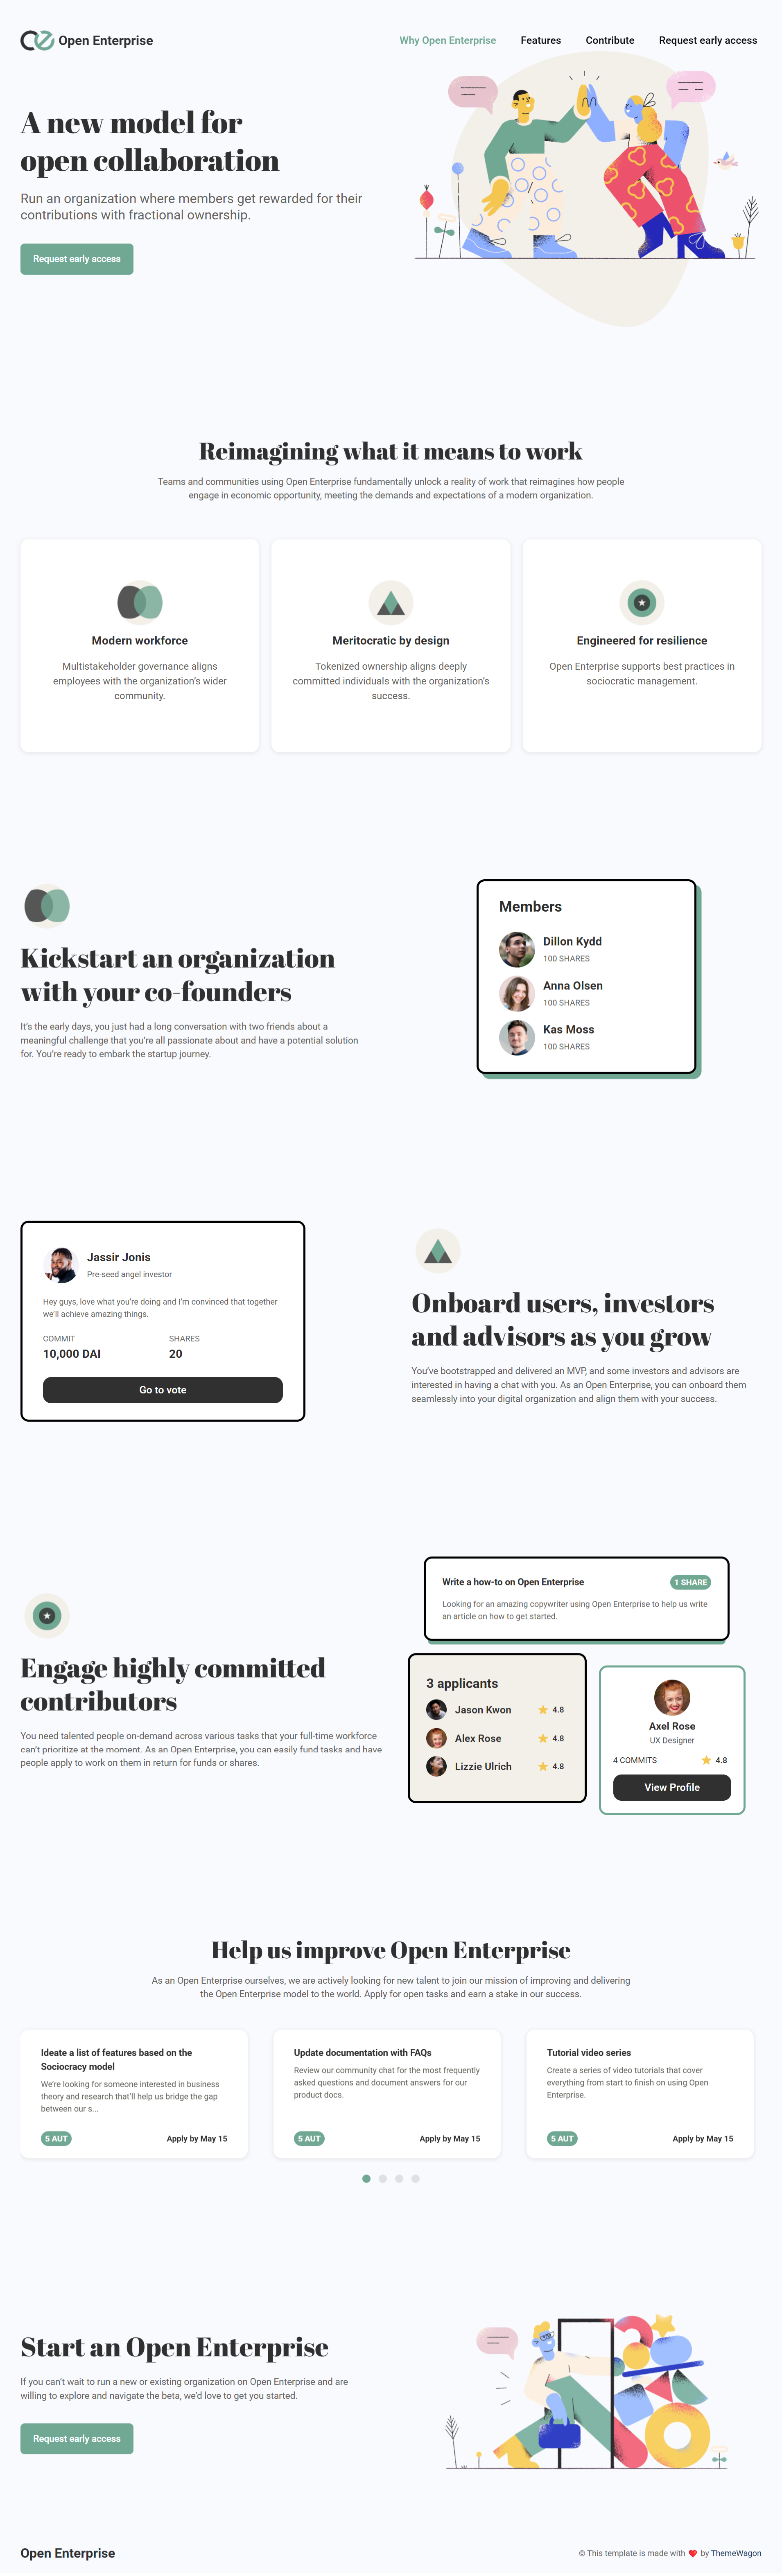 Open Enterprise
Why Open Enterprise
Features
Contribute
Request early access
A new model for
open collaboration
Run an organization where members get rewarded for their
contributions with fractional ownership.
Request early access
Reimagining what it means to work
Teams and communities using Open Enterprise fundamentally unlock a reality of work that reimagines how people
engage in economic opportunity, meeting the demands and expectations of a modern organization.
Modern workforce
Multistakeholder governance aligns
employees with the organization's wider
community.
Meritocratic by design
Tokenized ownership aligns deeply
committed individuals with the organization's
success.
Engineered for resilience
Open Enterprise supports best practices in
sociocratic management.
Kickstart an organization
with your co-founders
It's the early days, you just had a long conversation with two friends about a
meaningful challenge that you're all passionate about and have a potential solution
for. You're ready to embark the startup journey.
Members
Dillon Kydd
100 SHARES
Anna Olsen
100 SHARES
Kas Moss
100 SHARES
Jassir Jonis
Pre-seed angel investor
Hey guys, love what you're doing and I'm convinced that together
we'll achieve amazing things.
COMMIT
10,000 DAI
SHARES
20
Go to vote
Onboard users, investors
and advisors as you grow
You've bootstrapped and delivered an MVP, and some investors and advisors are
interested in having a chat with you. As an Open Enterprise, you can onboard them
seamlessly into your digital organization and align them with your success.
Engage highly committed
contributors
You need talented people on-demand across various tasks that your full-time workforce
can't prioritize at the moment. As an Open Enterprise, you can easily fund tasks and have
people apply to work on them in return for funds or shares.
Write a how-to on Open Enterprise
1 SHARE
Looking for an amazing copywriter using Open Enterprise to help us write
an article on how to get started.
3 applicants
Jason Kwon 4.8
Alex Rose 4.8
Lizzie Ulrich 4.8
Axel Rose
UX Designer
4 COMMITS 4.8
View Profile
Help us improve Open Enterprise
As an Open Enterprise ourselves, we are actively looking for new talent to join our mission of improving and delivering
the Open Enterprise model to the world. Apply for open tasks and earn a stake in our success.
Ideate a list of features based on the
Sociocracy model
We're looking for someone interested in business
theory and research that'll help us bridge the gap
between our s...
5 AUT
Apply by May 15
Update documentation with FAQs
Review our community chat for the most frequently
asked questions and document answers for our
product docs.
5 AUT
Apply by May 15
Tutorial video series
Create a series of video tutorials that cover
everything from start to finish on using Open
Enterprise.
5 AUT
Apply by May 15
Start an Open Enterprise
If you can't wait to run a new or existing organization on Open Enterprise and are
willing to explore and navigate the beta, we'd love to get you started.
Request early access
Open Enterprise
© This template is made with ❤ by ThemeWagon